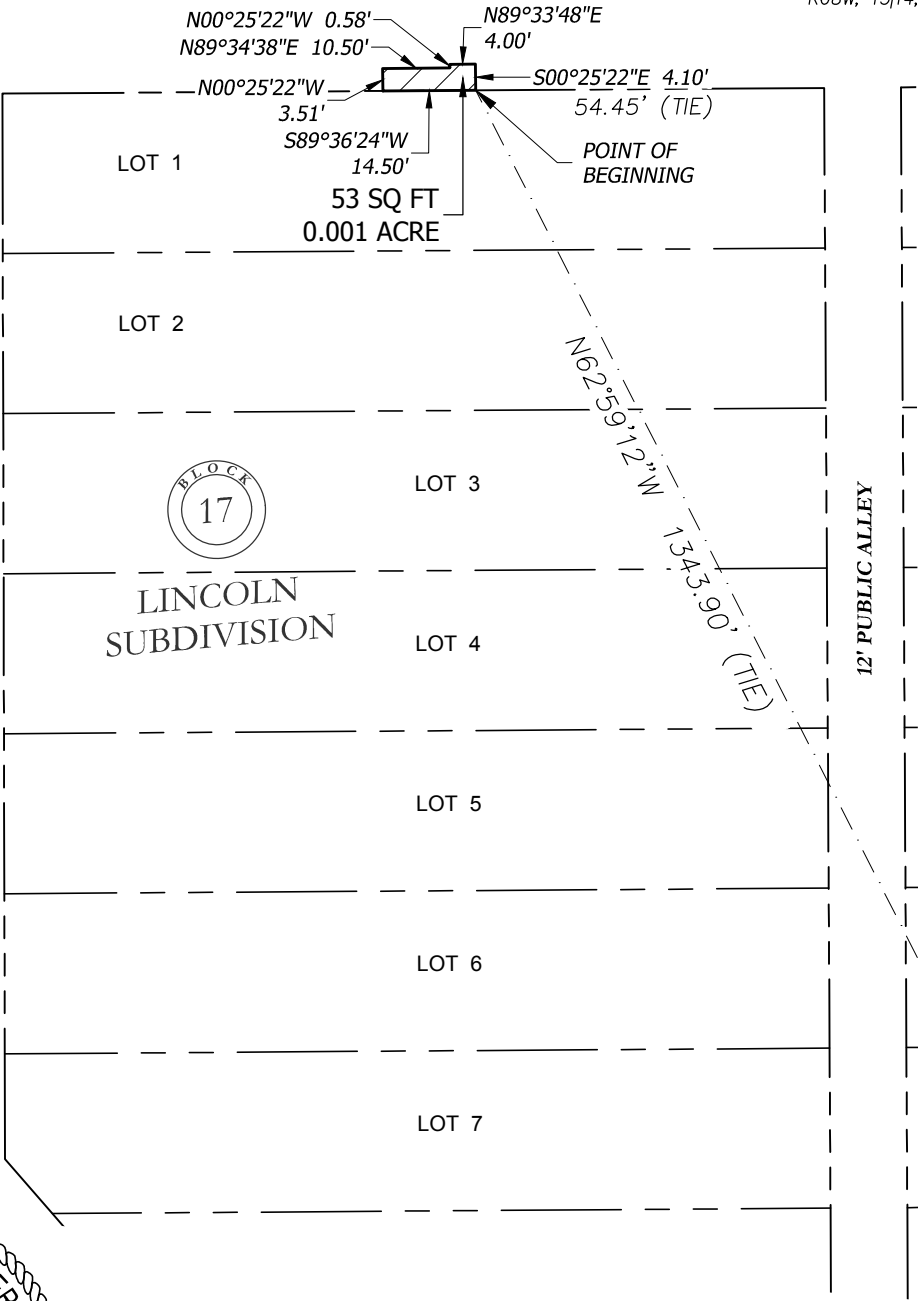 N00°25'22"W 0.58'
N89°34'38"E 10.50'
N89°33'48"E
4.00'
N00°25'22"W
3.51'
S00°25'22"E 4.10'
54.45' (TIE)
S89°36'24"W
14.50'
POINT OF
BEGINNING
LOT 1
53 SQ FT
0.001 ACRE
LOT 2
N62°59'12"W 1343.90' (TIE)
BLOCK
17
LINCOLN
SUBDIVISION
LOT 3
LOT 4
12' PUBLIC ALLEY
LOT 5
LOT 6
LOT 7